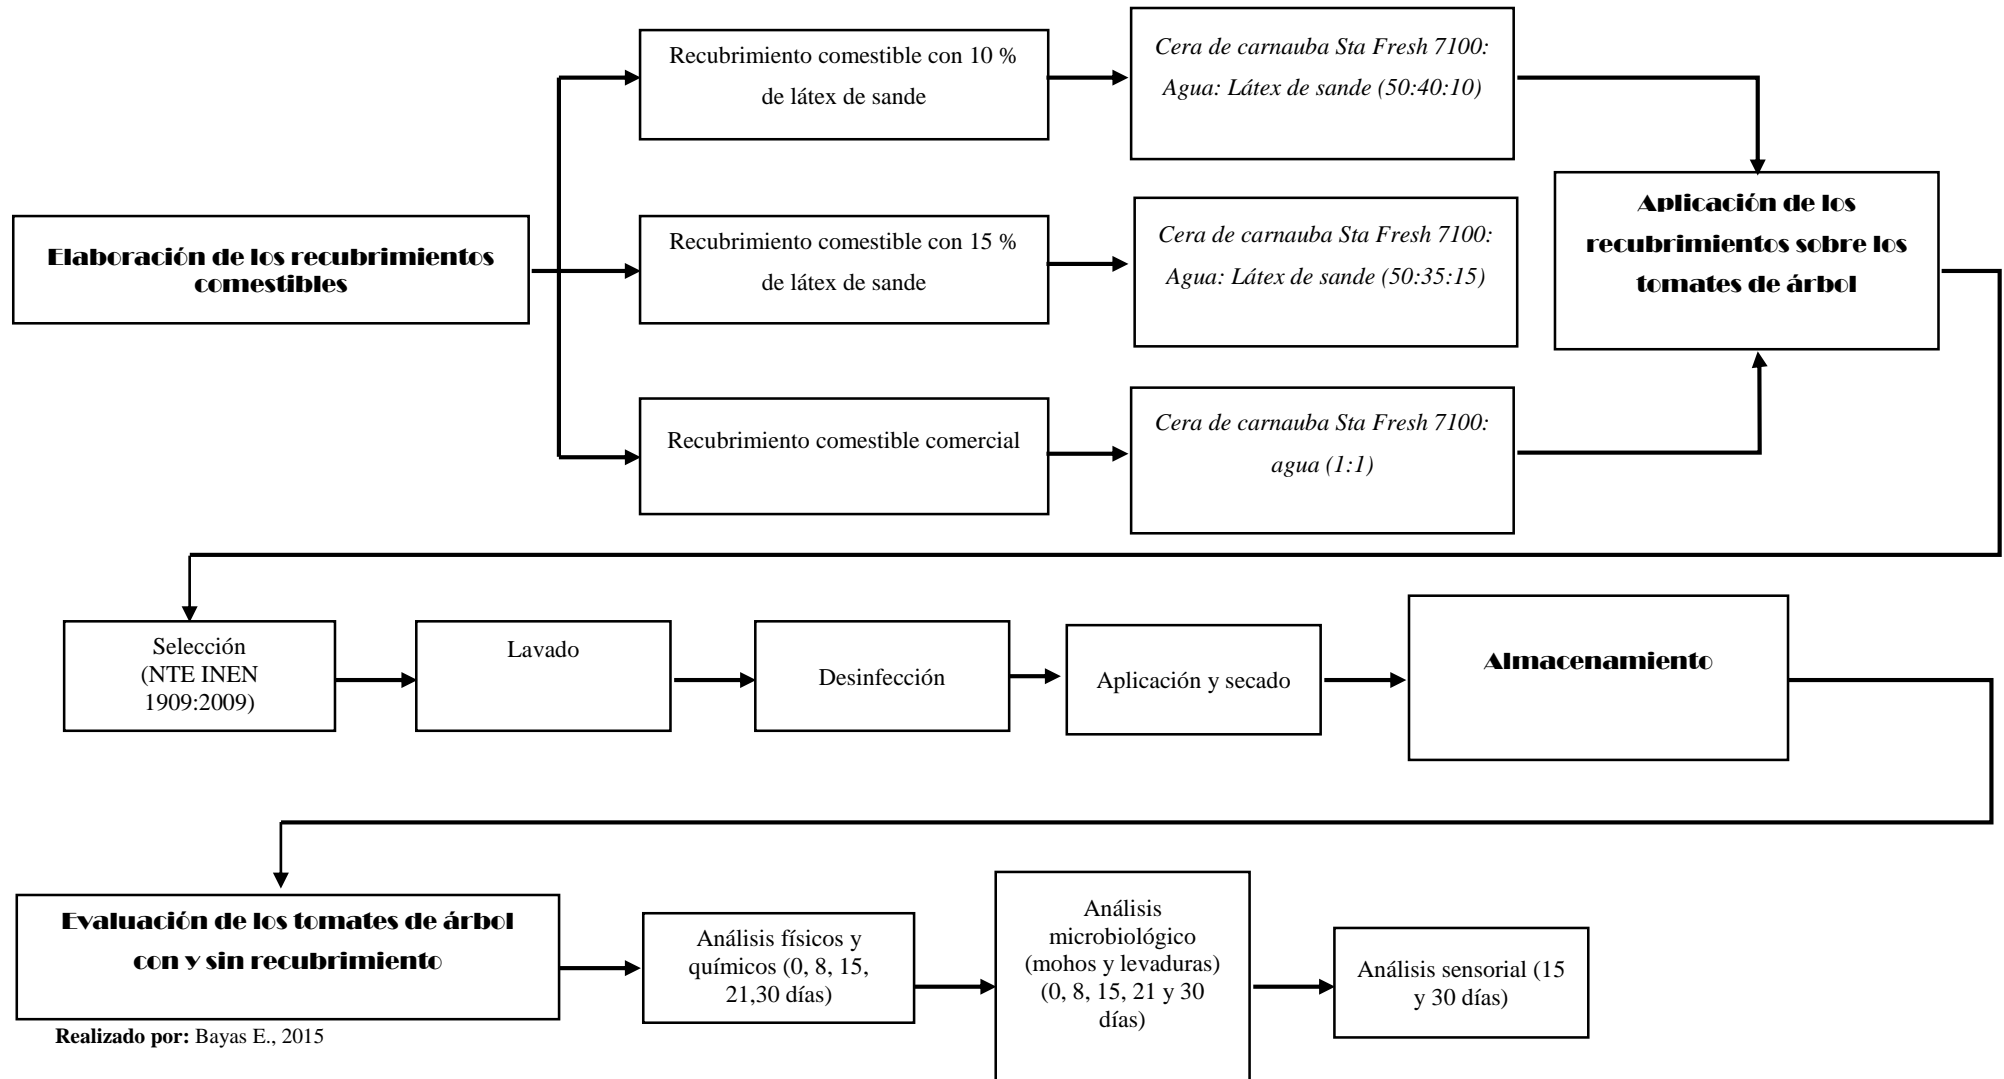 Recubrimiento comestible con 10 %
de látex de sande
Cera de carnauba Sta Fresh 7100:
Agua: Látex de sande (50:40:10)
Elaboración de los recubrimientos
comestibles
Recubrimiento comestible con 15 %
de látex de sande
Cera de carnauba Sta Fresh 7100:
Agua: Látex de sande (50:35:15)
Aplicación de los
recubrimientos sobre los
tomates de árbol
Recubrimiento comestible comercial
Cera de carnauba Sta Fresh 7100:
agua (1:1)
Selección
(NTE INEN
1909:2009)
Lavado
Desinfección
Aplicación y secado
Almacenamiento
Evaluación de los tomates de árbol
con y sin recubrimiento
Análisis físicos y
químicos (0, 8, 15,
21,30 días)
Análisis
microbiológico
(mohos y levaduras)
(0, 8, 15, 21 y 30
días)
Análisis sensorial (15
y 30 días)
Realizado por: Bayas E., 2015